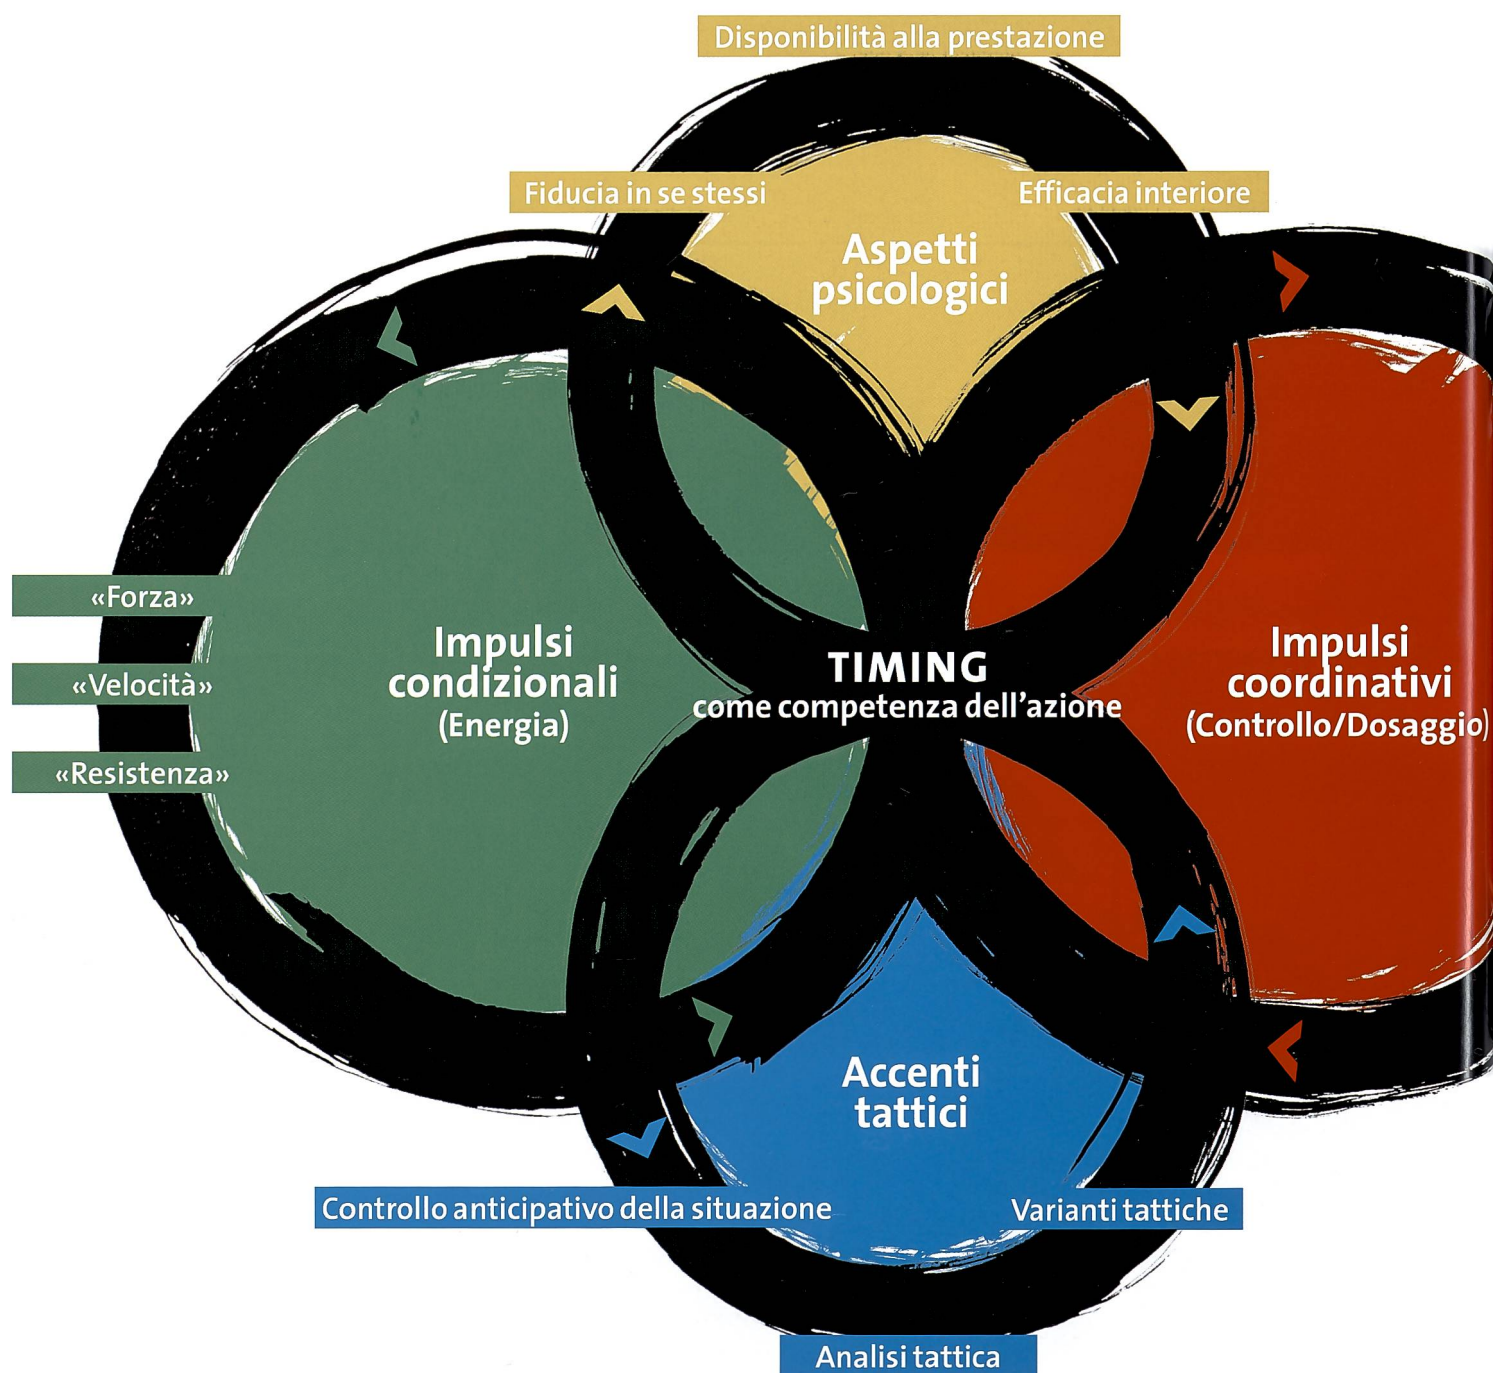 Disponibilità alla prestazione
Fiducia in se stessi
Efficacia interiore
Aspetti
psicologici
«Forza»
«Velocità»
«Resistenza»
Impulsi
condizionali
(Energia)
TIMING
come competenza dell'azione
Impulsi
coordinativi
(Controllo/Dosaggio)
Accenti
tattici
Controllo anticipativo della situazione
Varianti tattiche
Analisi tattica